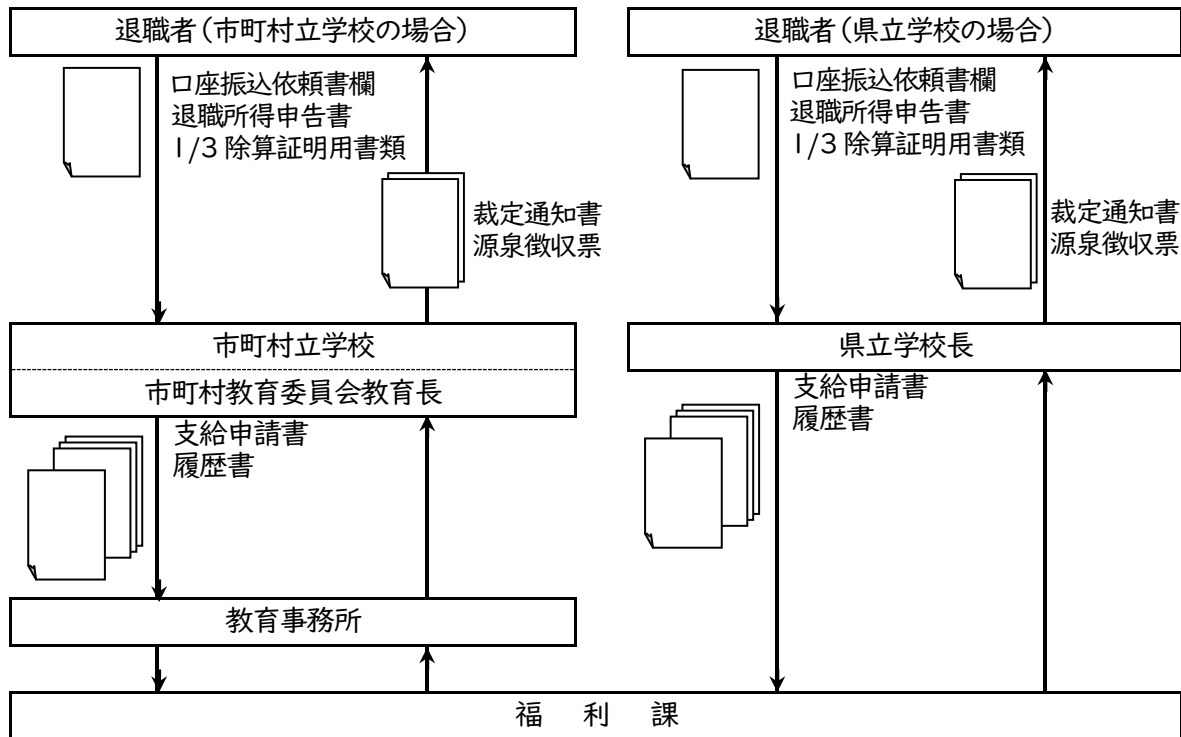 退職者(市町村立学校の場合)
口座振込依頼書欄
退職所得申告書
1/3除算証明用書類
裁定通知書
源泉徴収票
市町村立学校
市町村教育委員会教育長
支給申請書
履歴書
教育事務所
退職者(県立学校の場合)
口座振込依頼書欄
退職所得申告書
1/3除算証明用書類
裁定通知書
源泉徴収票
県立学校長
支給申請書
履歴書
福利課